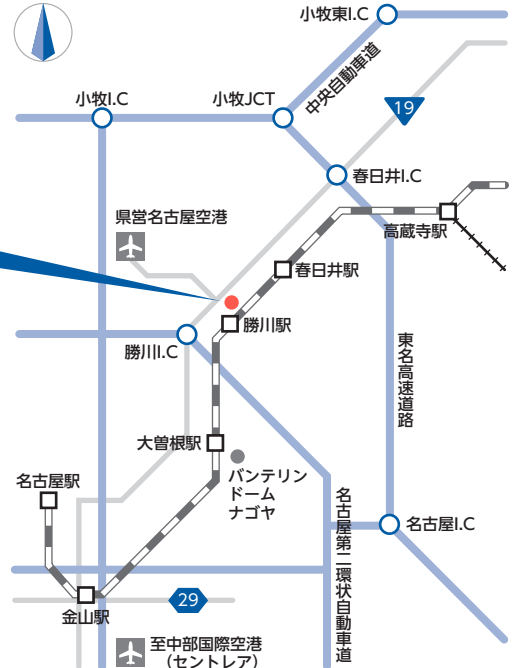 小牧東I.C
中央自動車道
小牧I.C
小牧JCT
19
春日井I.C
県営名古屋空港
高蔵寺駅
春日井駅
勝川駅
勝川I.C
東名高速道路
大曽根駅
バンテリン
ドーム
ナゴヤ
名古屋駅
名古屋第二環状自動車道
名古屋I.C
29
金山駅
至中部国際空港
（セントレア）